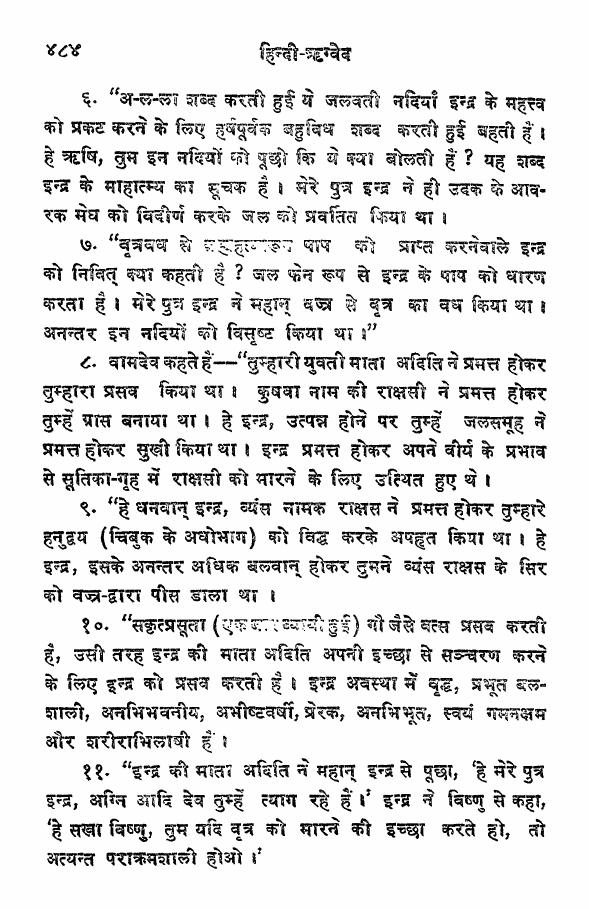 ४८४ हिन्दी-ऋग्वेद
६. “अ-ल-ला शब्द करती हुई ये जलवती नदियाँ इन्द्र के महत्त्व
को प्रकट करने के लिए हर्षपूर्वक बहुविध शब्द करती हुई बहती हैं।
हे ऋषि, तुम इन नदियों को पूछो कि ये क्या बोलती हैं ? यह शब्द
इन्द्र के माहात्म्य का सूचक है । मेरे पुत्र इन्द्र ने ही उदक के आव-
रक मेघ को विदीर्ण करके जल को प्रवर्तित किया था ।
७. “वृत्रवध से ब्रह्महत्यारूप पाप को प्राप्त करनेवाले इन्द्र
को निवित् क्या कहती है ? जल फेन रूप से इन्द्र के पाप को धारण
करता है । मेरे पुत्र इन्द्र ने महान् वज्र से वृत्र का वध किया था ।
अनन्तर इन नदियों को विसृष्ट किया था ।”
८. वामदेव कहते हैं--“तुम्हारी युवती माता अदिति ने प्रमत्त होकर
तुम्हारा प्रसव किया था । कुषवा नाम की राक्षसी ने प्रमत्त होकर
तुम्हें ग्रास बनाया था । हे इन्द्र, उत्पन्न होने पर तुम्हें जलसमूह ने
प्रमत्त होकर सुखी किया था । इन्द्र प्रमत्त होकर अपने वीर्य के प्रभाव
से सूतिका-गृह में राक्षसी को मारने के लिए उत्थित हुए थे ।
९. “हे धनवान् इन्द्र, व्यंस नामक राक्षस ने प्रमत्त होकर तुम्हारे
हनुद्वय (चिबुक के अधोभाग) को विद्ध करके अपहृत किया था । हे
इन्द्र, इसके अनन्तर अधिक बलवान् होकर तुमने व्यंस राक्षस के सिर
को वज्र-द्वारा पीस डाला था ।
१०. “सकृत्प्रसूता (एक बार व्यायी हुई) गौ जैसे वत्स प्रसव करती
है, उसी तरह इन्द्र की माता अदिति अपनी इच्छा से सञ्चरण करने
के लिए इन्द्र को प्रसव करती है । इन्द्र अवस्था में वृद्ध, प्रभूत बल-
शाली, अनभिभवनीय, अभीष्टवर्षी, प्रेरक, अनभिभूत, स्वयं गमनक्षम
और शरीराभिलाषी हैं ।
११. “इन्द्र की माता अदिति ने महान् इन्द्र से पूछा, ‘हे मेरे पुत्र
इन्द्र, अग्नि आदि देव तुम्हें त्याग रहे हैं ।’ इन्द्र ने विष्णु से कहा,
‘हे सखा विष्णु, तुम यदि वृत्र को मारने की इच्छा करते हो, तो
अत्यन्त पराक्रमशाली होओ ।’